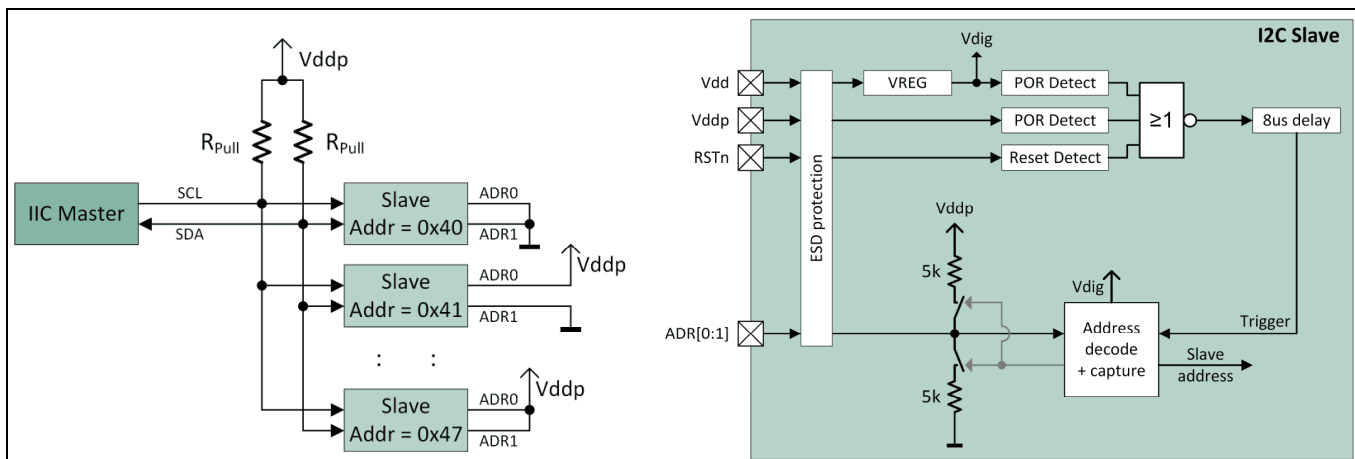 Vddp
R_Pull
R_Pull
IIC Master
SCL
SDA
Slave
Addr = 0x40
ADR0
ADR1
Vddp
Slave
Addr = 0x41
ADR0
ADR1
: :
Vddp
Slave
Addr = 0x47
ADR0
ADR1
I2C Slave
Vdig
Vdd
VREG
POR Detect
Vddp
POR Detect
≥1
8us delay
RSTn
Reset Detect
ESD protection
Vddp
5k
Vdig
ADR[0:1]
Address
decode
+ capture
Trigger
Slave
address
5k